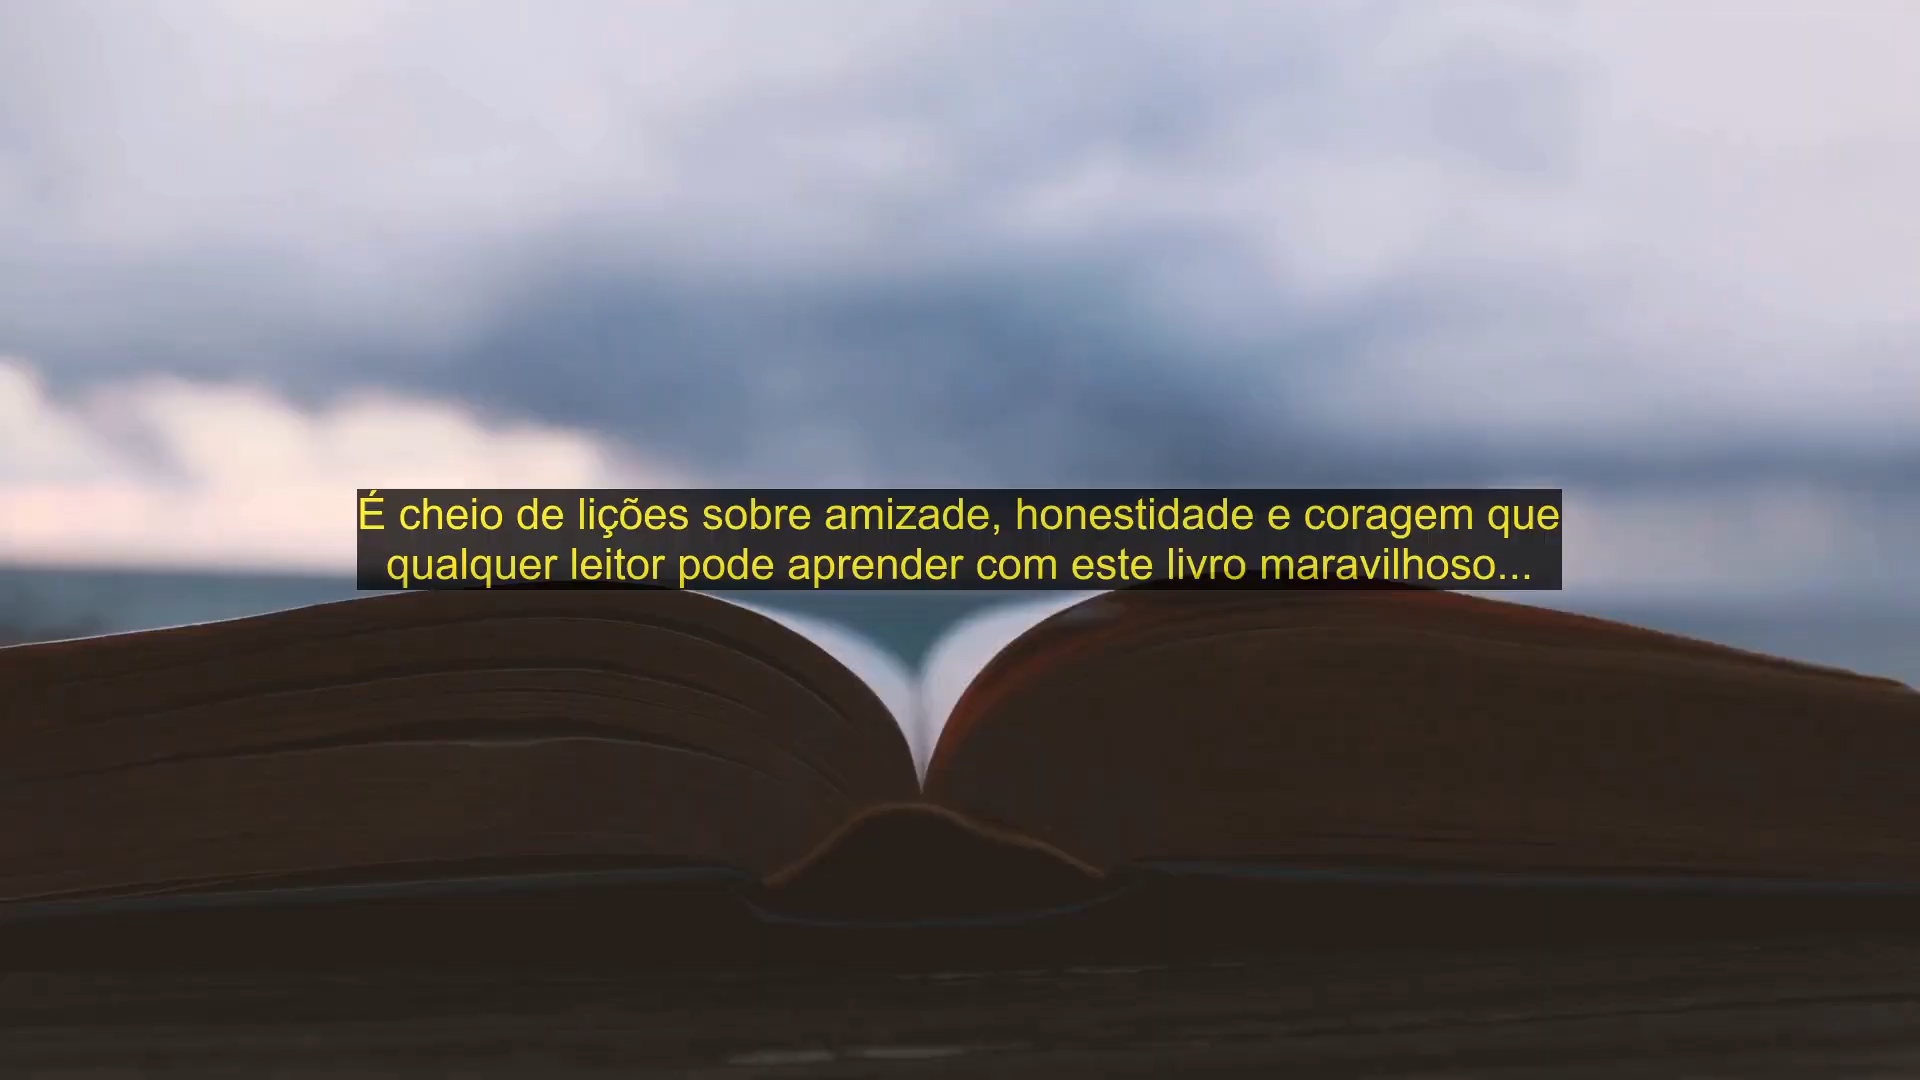 É cheio de lições sobre amizade, honestidade e coragem que
qualquer leitor pode aprender com este livro maravilhoso...